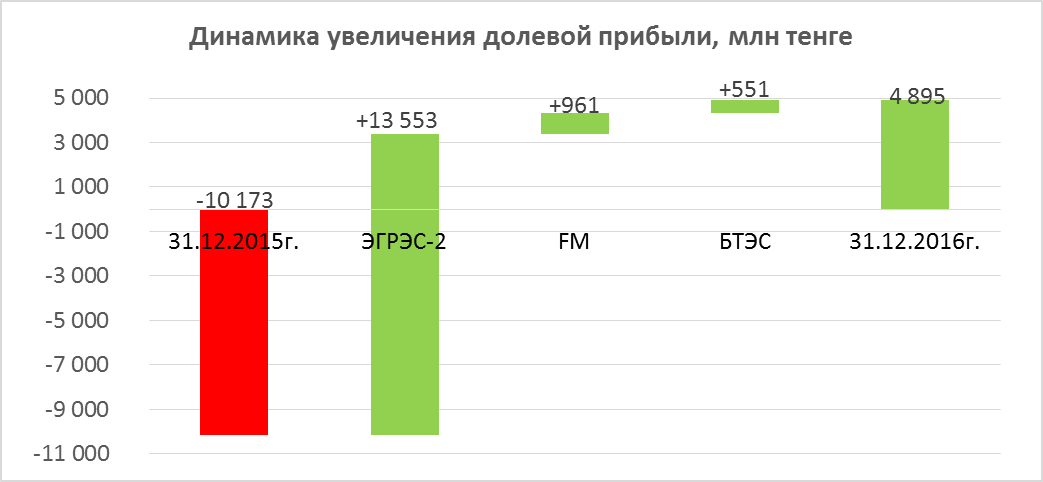 Динамика увеличения долевой прибыли, млн тенге
5 000
3 000
1 000
-1 000
-3 000
-5 000
-7 000
-9 000
-11 000
-10 173
+13 553
+961
+551
4 895
31.12.2015г.
ЭГРЭС-2
FM
БТЭС
31.12.2016г.